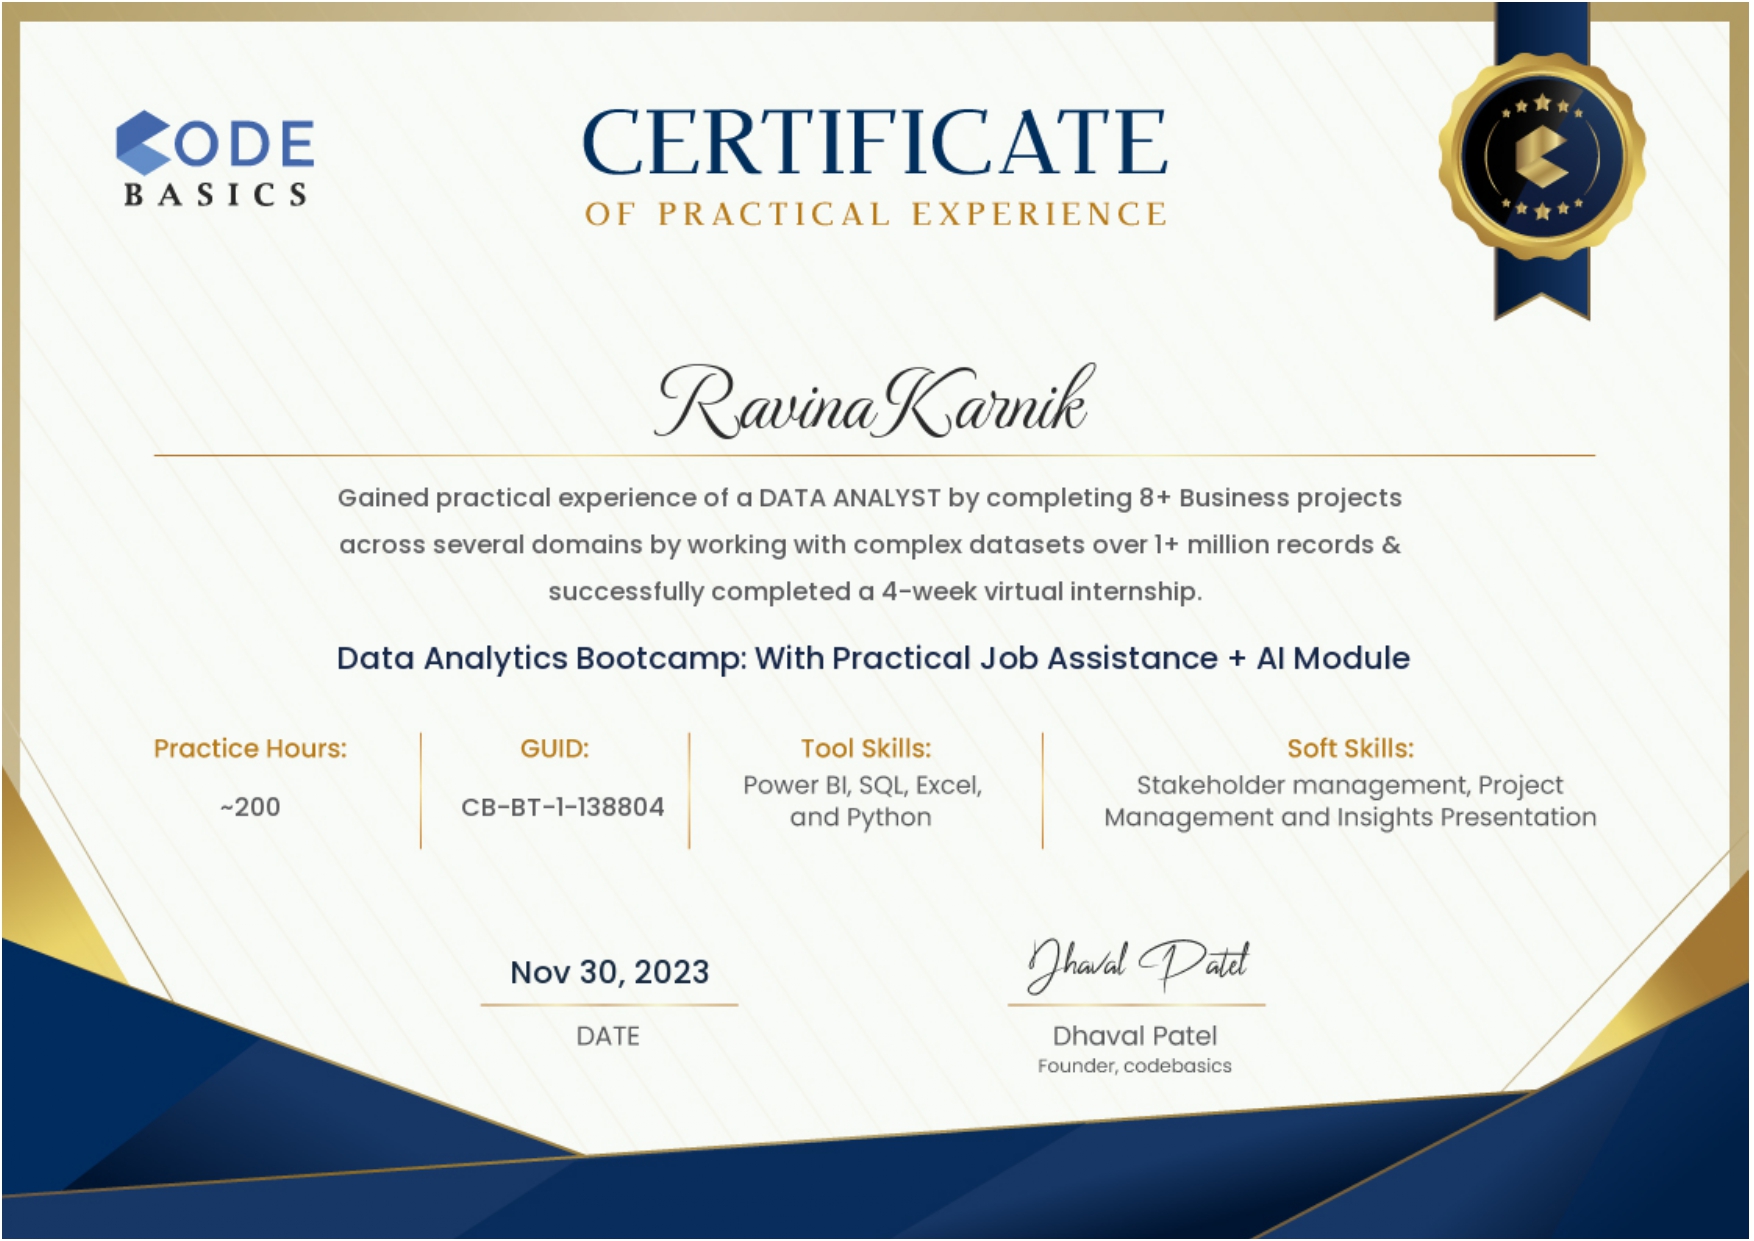 CODE
BASICS
CERTIFICATE
OF PRACTICAL EXPERIENCE
Ravina Karnik
Gained practical experience of a DATA ANALYST by completing 8+ Business projects
across several domains by working with complex datasets over 1+ million records &
successfully completed a 4-week virtual internship.
Data Analytics Bootcamp: With Practical Job Assistance + AI Module
Practice Hours:
~200
GUID:
CB-BT-1-138804
Tool Skills:
Power BI, SQL, Excel,
and Python
Soft Skills:
Stakeholder management, Project
Management and Insights Presentation
Nov 30, 2023
DATE
Dhaval Patel
Dhaval Patel
Founder, codebasics